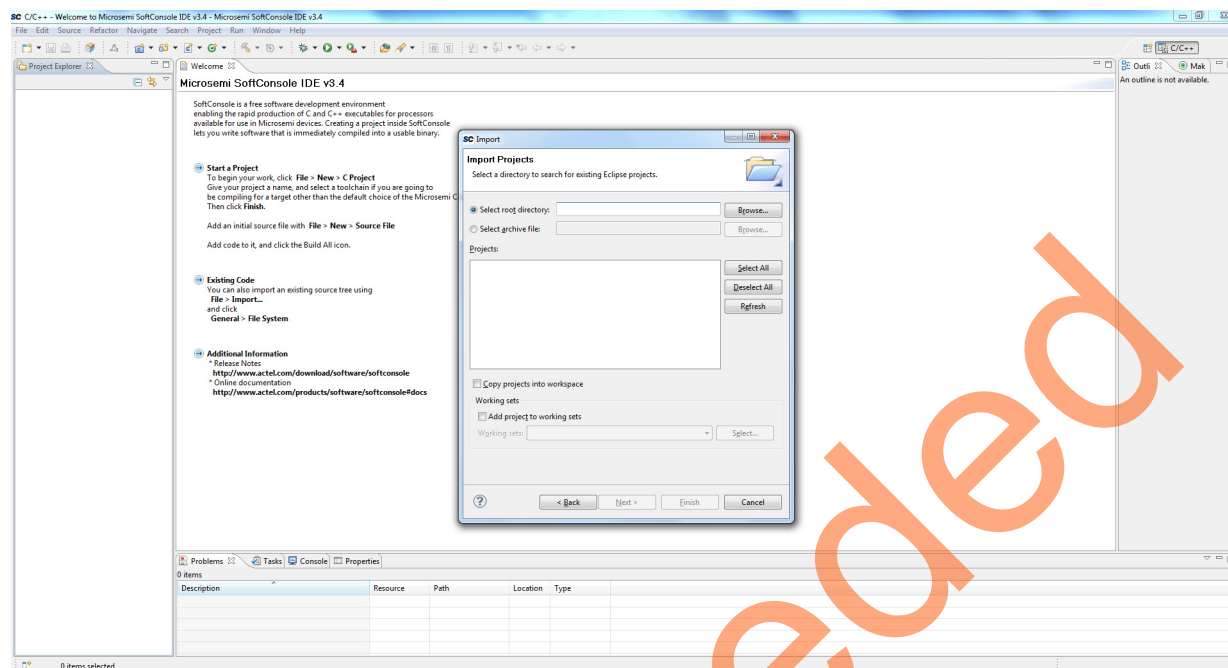 SC C/C++ - Welcome to Microsemi SoftConsole IDE v3.4 - Microsemi SoftConsole IDE v3.4
File Edit Source Refactor Navigate Search Project Run Window Help
C/C++
Project Explorer
Welcome
Outli
Mak
Microsemi SoftConsole IDE v3.4
An outline is not available.
SoftConsole is a free software development environment
enabling the rapid production of C and C++ executables for processors
available for use in Microsemi devices. Creating a project inside SoftConsole
lets you write software that is immediately compiled into a usable binary.
Start a Project
To begin your work, click File > New > C Project
Give your project a name, and select a toolchain if you are going to
be compiling for a target other than the default choice of the Microsemi C
Then click Finish.
Add an initial source file with File > New > Source File
Add code to it, and click the Build All icon.
Existing Code
You can also import an existing source tree using
File > Import...
and click
General > File System
Additional Information
* Release Notes
http://www.actel.com/download/software/softconsole
* Online documentation
http://www.actel.com/products/software/softconsole#docs
SC Import
Import Projects
Select a directory to search for existing Eclipse projects.
Select root directory:
Browse...
Select archive file:
Browse...
Projects:
Select All
Deselect All
Refresh
Copy projects into workspace
Working sets
Add project to working sets
Working sets:
Select...
?
< Back
Next >
Finish
Cancel
Problems
Tasks
Console
Properties
0 items
Description Resource Path Location Type
0 items selected
ded